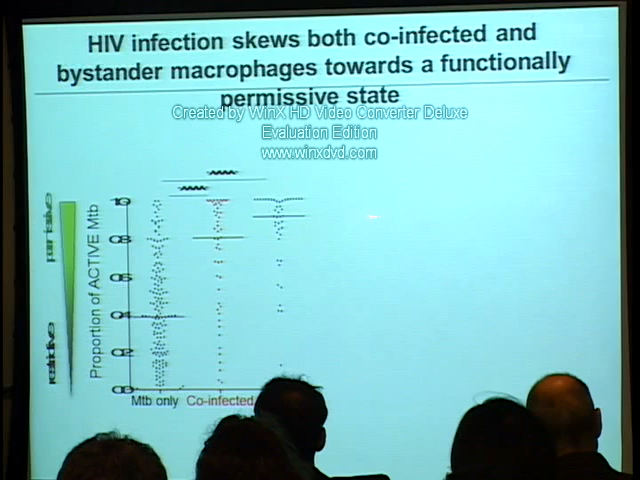 HIV infection skews both co-infected and
bystander macrophages towards a functionally
permissive state
Created by WinX HD Video Converter Deluxe
Evaluation Edition
www.winxdvd.com
Proportion of ACTIVE Mtb
1.0
0.8
0.6
0.4
0.2
0.0
Mtb only
Co-infected